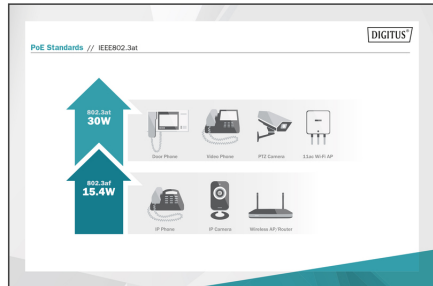 DIGITUS®
PoE Standards // IEEE802.3at
802.3at
30W
Door Phone Video Phone PTZ Camera 11ac Wi-Fi AP
802.3af
15.4W
IP Phone IP Camera Wireless AP/Router